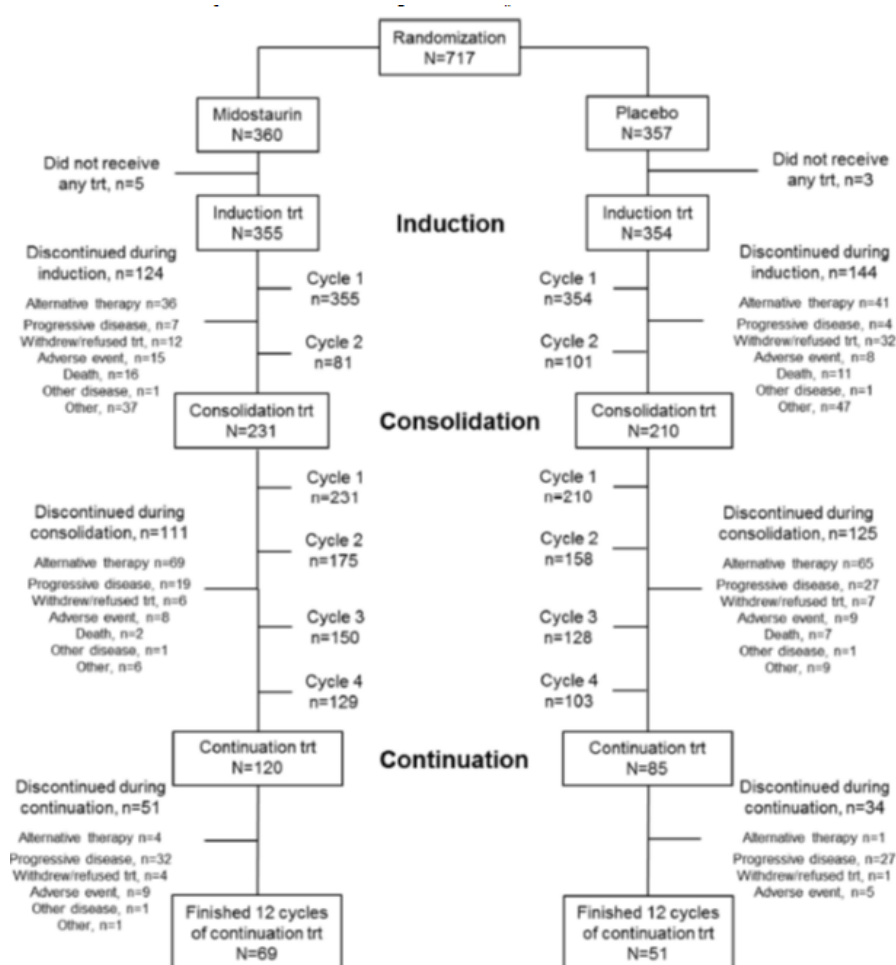 Randomization
N=717
Midostaurin
N=360
Placebo
N=357
Did not receive
any trt, n=5
Did not receive
any trt, n=3
Induction trt
N=355
Induction
Induction trt
N=354
Discontinued during
induction, n=124
Alternative therapy n=36
Progressive disease, n=7
Withdrew/refused trt, n=12
Adverse event, n=15
Death, n=16
Other disease, n=1
Other, n=37
Cycle 1
n=355
Cycle 2
n=81
Cycle 1
n=354
Cycle 2
n=101
Discontinued during
induction, n=144
Alternative therapy n=41
Progressive disease, n=4
Withdrew/refused trt, n=32
Adverse event, n=8
Death, n=11
Other disease, n=1
Other, n=47
Consolidation trt
N=231
Consolidation
Consolidation trt
N=210
Discontinued during
consolidation, n=111
Alternative therapy n=69
Progressive disease, n=19
Withdrew/refused trt, n=6
Adverse event, n=8
Death, n=2
Other disease, n=1
Other, n=6
Cycle 1
n=231
Cycle 2
n=175
Cycle 3
n=150
Cycle 4
n=129
Cycle 1
n=210
Cycle 2
n=158
Cycle 3
n=128
Cycle 4
n=103
Discontinued during
consolidation, n=125
Alternative therapy n=65
Progressive disease, n=27
Withdrew/refused trt, n=7
Adverse event, n=9
Death, n=7
Other disease, n=1
Other, n=9
Continuation trt
N=120
Continuation
Continuation trt
N=85
Discontinued during
continuation, n=51
Alternative therapy n=4
Progressive disease, n=32
Withdrew/refused trt, n=4
Adverse event, n=9
Other disease, n=1
Other, n=1
Discontinued during
continuation, n=34
Alternative therapy, n=1
Progressive disease, n=27
Withdrew/refused trt, n=1
Adverse event, n=5
Finished 12 cycles
of continuation trt
N=69
Finished 12 cycles
of continuation trt
N=51